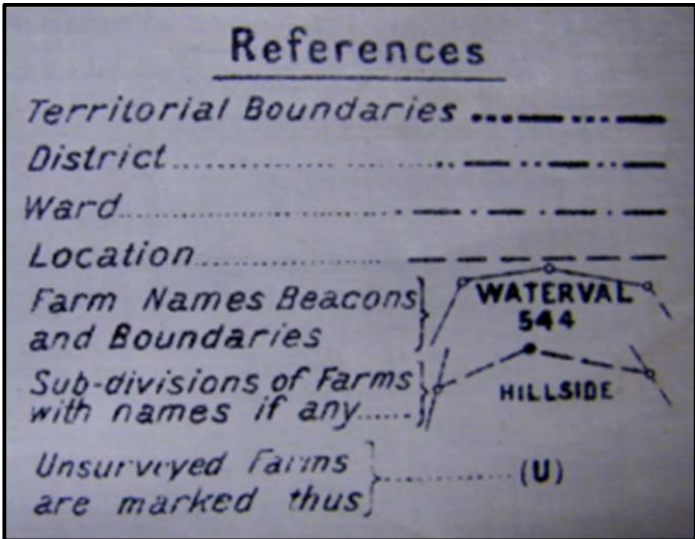 References
Territorial Boundaries
District
Ward
Location
Farm Names Beacons
and Boundaries
WATERVAL
544
Sub-divisions of Farms
with names if any
HILLSIDE
Unsurveyed Farms
are marked thus
(U)